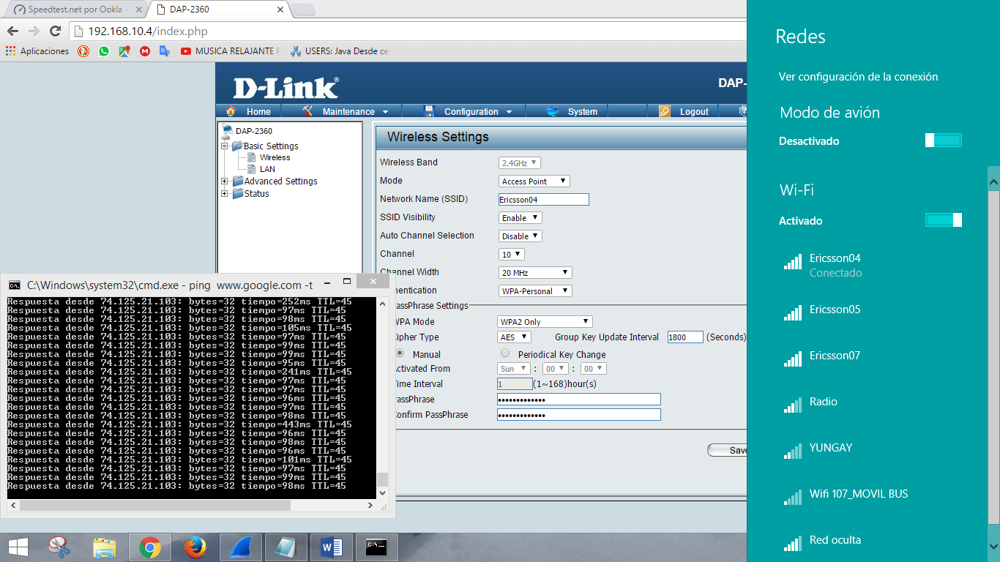 Speedtest.net por Ookla -
DAP-2360
192.168.10.4/index.php
Aplicaciones
MUSICA RELAJANTE P
USERS: Java Desde ce
D-Link®
DAP-
Home Maintenance Configuration System Logout
DAP-2360
Basic Settings
Wireless
LAN
Advanced Settings
Status
Wireless Settings
Wireless Band 2.4GHz
Mode Access Point
Network Name (SSID) Ericsson04
SSID Visibility Enable
Auto Channel Selection Disable
Channel 10
Channel Width 20 MHz
hentication WPA-Personal
PassPhrase Settings
WPA Mode WPA2 Only
Cipher Type AES Group Key Update Interval 1800 (Seconds)
Manual Periodical Key Change
Activated From Sun : 00 : 00
Time Interval 1 (1~168)hour(s)
PassPhrase •••••••••••••
Confirm PassPhrase •••••••••••••
Save
C:\Windows\system32\cmd.exe - ping www.google.com -t
Respuesta desde 74.125.21.103: bytes=32 tiempo=252ms TTL=45
Respuesta desde 74.125.21.103: bytes=32 tiempo=97ms TTL=45
Respuesta desde 74.125.21.103: bytes=32 tiempo=98ms TTL=45
Respuesta desde 74.125.21.103: bytes=32 tiempo=105ms TTL=45
Respuesta desde 74.125.21.103: bytes=32 tiempo=97ms TTL=45
Respuesta desde 74.125.21.103: bytes=32 tiempo=99ms TTL=45
Respuesta desde 74.125.21.103: bytes=32 tiempo=99ms TTL=45
Respuesta desde 74.125.21.103: bytes=32 tiempo=95ms TTL=45
Respuesta desde 74.125.21.103: bytes=32 tiempo=241ms TTL=45
Respuesta desde 74.125.21.103: bytes=32 tiempo=97ms TTL=45
Respuesta desde 74.125.21.103: bytes=32 tiempo=97ms TTL=45
Respuesta desde 74.125.21.103: bytes=32 tiempo=96ms TTL=45
Respuesta desde 74.125.21.103: bytes=32 tiempo=97ms TTL=45
Respuesta desde 74.125.21.103: bytes=32 tiempo=98ms TTL=45
Respuesta desde 74.125.21.103: bytes=32 tiempo=443ms TTL=45
Respuesta desde 74.125.21.103: bytes=32 tiempo=96ms TTL=45
Respuesta desde 74.125.21.103: bytes=32 tiempo=98ms TTL=45
Respuesta desde 74.125.21.103: bytes=32 tiempo=96ms TTL=45
Respuesta desde 74.125.21.103: bytes=32 tiempo=101ms TTL=45
Respuesta desde 74.125.21.103: bytes=32 tiempo=97ms TTL=45
Respuesta desde 74.125.21.103: bytes=32 tiempo=99ms TTL=45
Respuesta desde 74.125.21.103: bytes=32 tiempo=98ms TTL=45
Redes
Ver configuración de la conexión
Modo de avión
Desactivado
Wi-Fi
Activado
Ericsson04
Conectado
Ericsson05
Ericsson07
Radio
YUNGAY
Wifi 107_MOVIL BUS
Red oculta